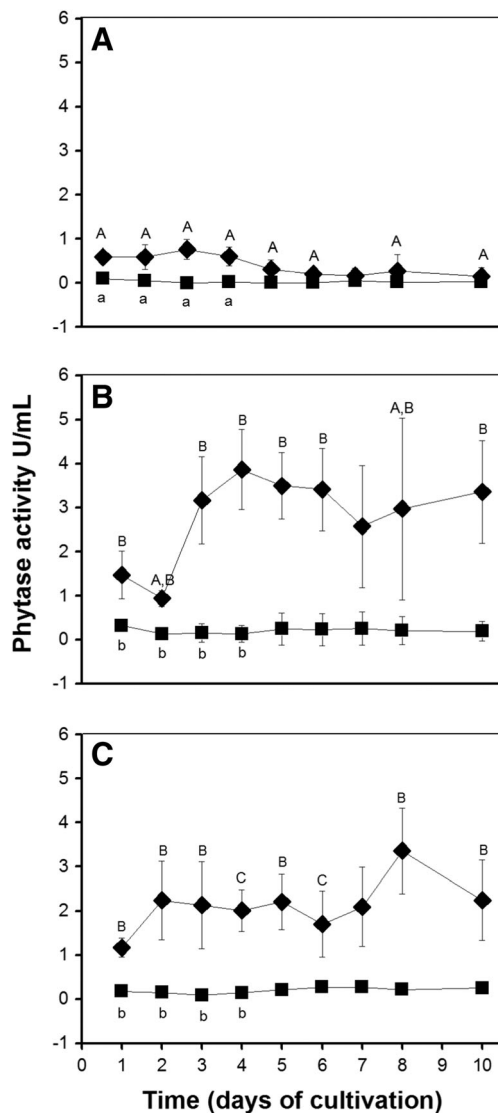 A
6
5
4
3
2
1
0
-1
A A A A A A A A
a a a a
B
6
5
4
3
2
1
0
-1
B A,B B B B B A,B B
b b b b
C
6
5
4
3
2
1
0
-1
B B B C B C B B
b b b b
0 1 2 3 4 5 6 7 8 9 10
Time (days of cultivation)
Phytase activity U/mL